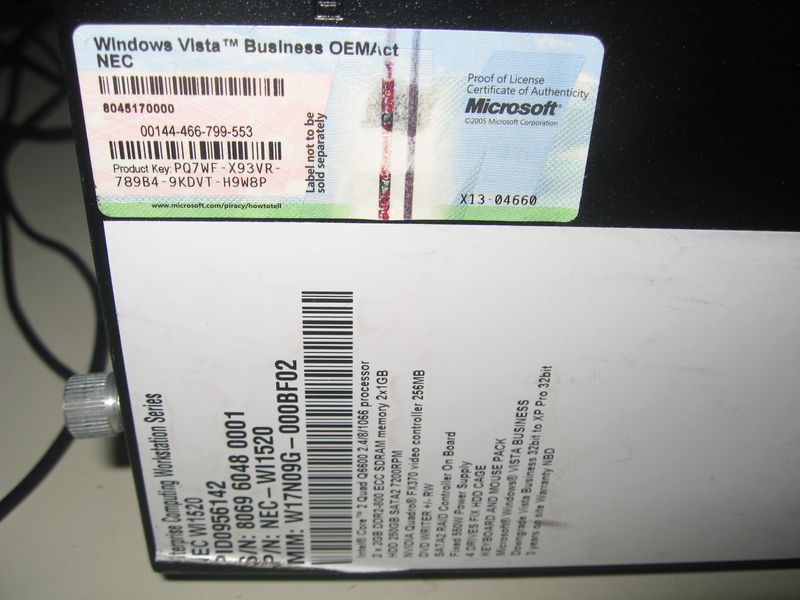 Windows Vista™ Business OEMAct
NEC
8045170000
00144-466-799-553
Product Key: PQ7WF-X93VR-
789B4-9KDVT-H9W8P
www.microsoft.com/piracy/howtotell
Label not to be
sold separately
Proof of License
Certificate of Authenticity
Microsoft®
©2005 Microsoft Corporation
X13-04660
Enterprise Computing Workstation Series
NEC WI1520
PID0956142
S/N: 8069 6048 0001
P/N: NEC-WI1520
M/M: W17N09G-000BF02
Intel® Core™2 Quad Q6600 2.4/8/1066 processor
2 x 2GB DDR2-800 ECC SDRAM memory 2x1GB
HDD 250GB SATA2 7200RPM
NVIDIA Quadro® FX370 video controller 256MB
DVD WRITER +/- RW
SATA2 RAID Controller On Board
Fixed 550W Power Supply
4 DRIVES FIX HDD CAGE
KEYBOARD AND MOUSE PACK
Microsoft® Windows® VISTA BUSINESS
Downgrade Vista Business 32bit to XP Pro 32bit
3 years on site Warranty NBD